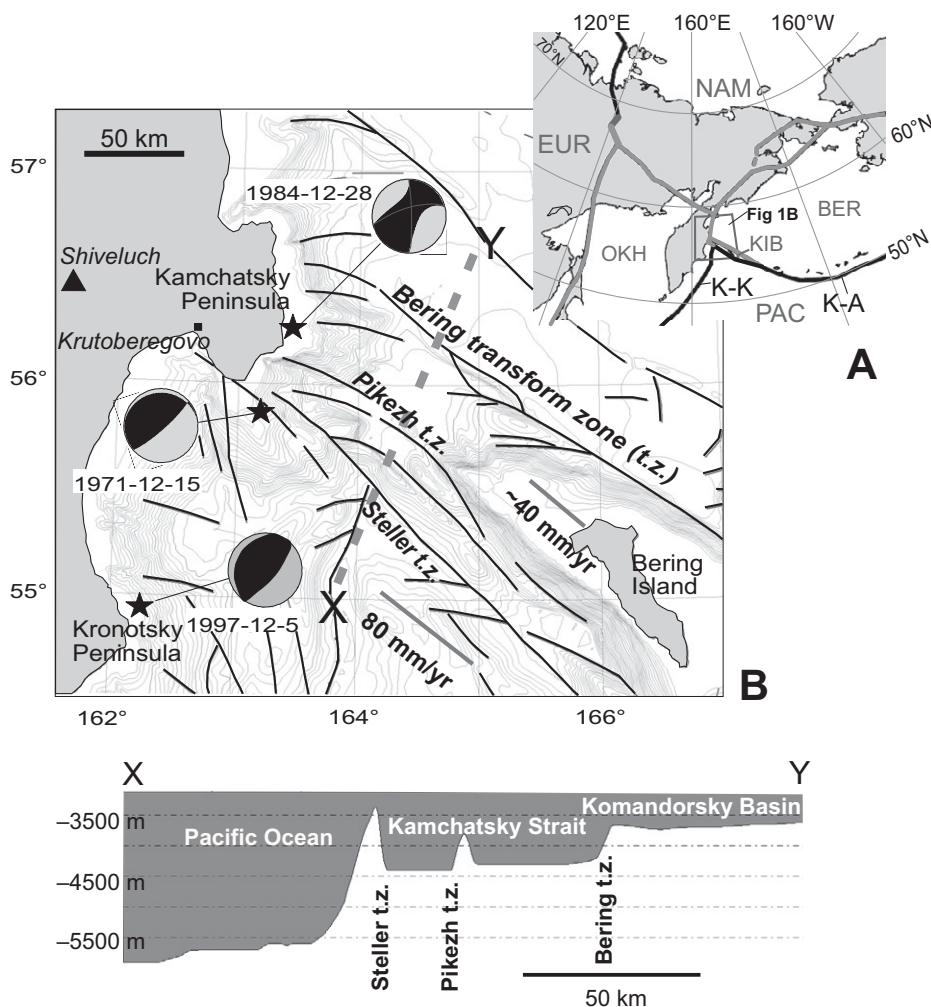 120°E 160°E 160°W
70°N
NAM
EUR
60°N
Fig 1B
BER
OKH
KIB
50°N
K-K
K-A
PAC
A
50 km
57°
1984-12-28
Y
Shiveluch
Kamchatsky
Peninsula
Krutoberegovo
Bering transform zone (t.z.)
56°
Pikezh t.z.
1971-12-15
~40 mm/yr
Steller t.z.
Bering
Island
55°
X
1997-12-5
Kronotsky
Peninsula
80 mm/yr
B
162° 164° 166°
X Y
–3500 m
Komandorsky Basin
Pacific Ocean
Kamchatsky Strait
–4500 m
Steller t.z.
Pikezh t.z.
Bering t.z.
–5500 m
50 km